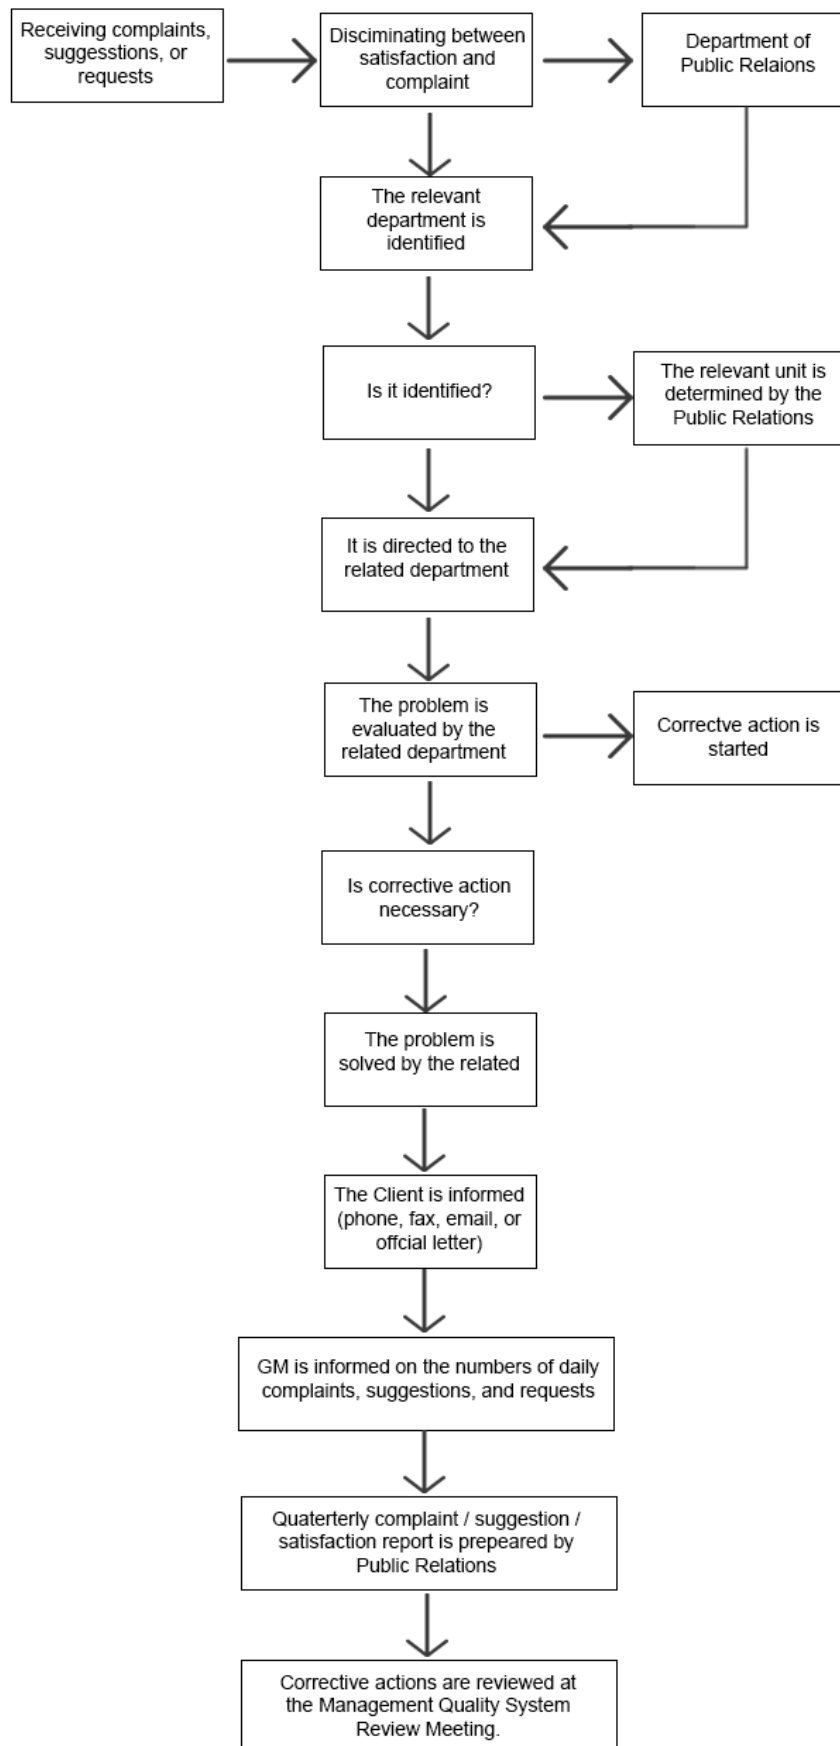 Receiving complaints,
suggesstions, or
requests
Discriminating between
satisfaction and
complaint
Department of
Public Relaions
The relevant
department is
identified
Is it identified?
The relevant unit is
determined by the
Public Relations
It is directed to the
related department
The problem is
evaluated by the
related department
Correctve action is
started
Is corrective action
necessary?
The problem is
solved by the related
The Client is informed
(phone, fax, email, or
offcial letter)
GM is informed on the numbers of daily
complaints, suggestions, and requests
Quaterterly complaint / suggestion /
satisfaction report is prepeared by
Public Relations
Corrective actions are reviewed at
the Management Quality System
Review Meeting.